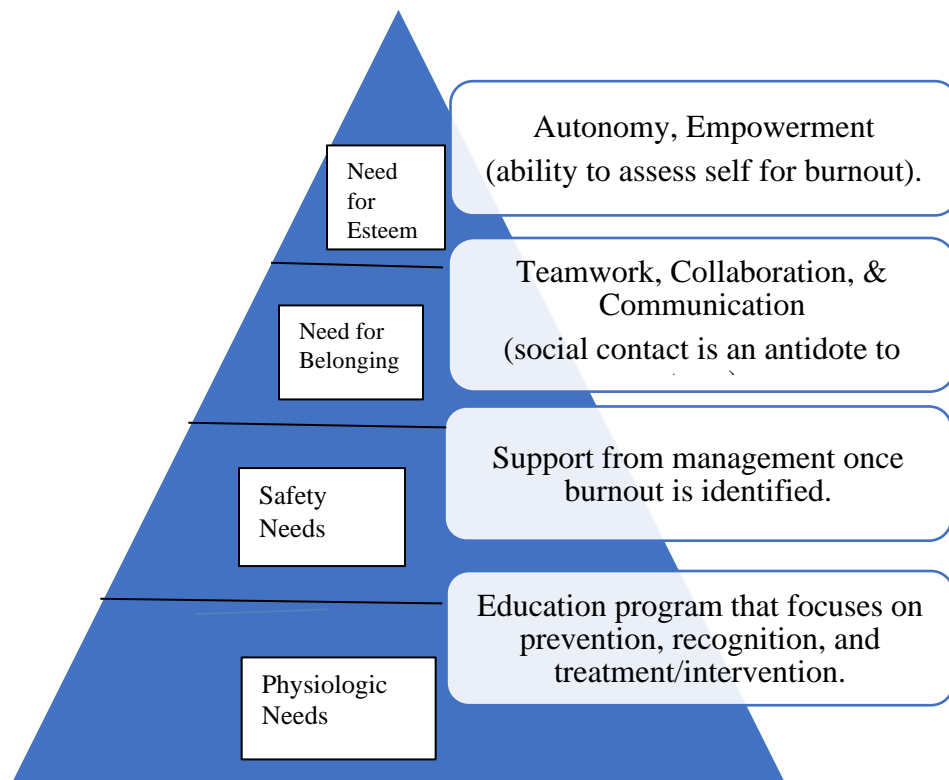 Autonomy, Empowerment
(ability to assess self for burnout).
Need
for
Esteem
Teamwork, Collaboration, &
Communication
(social contact is an antidote to
Need for
Belonging
Support from management once
burnout is identified.
Safety
Needs
Education program that focuses on
prevention, recognition, and
treatment/intervention.
Physiologic
Needs